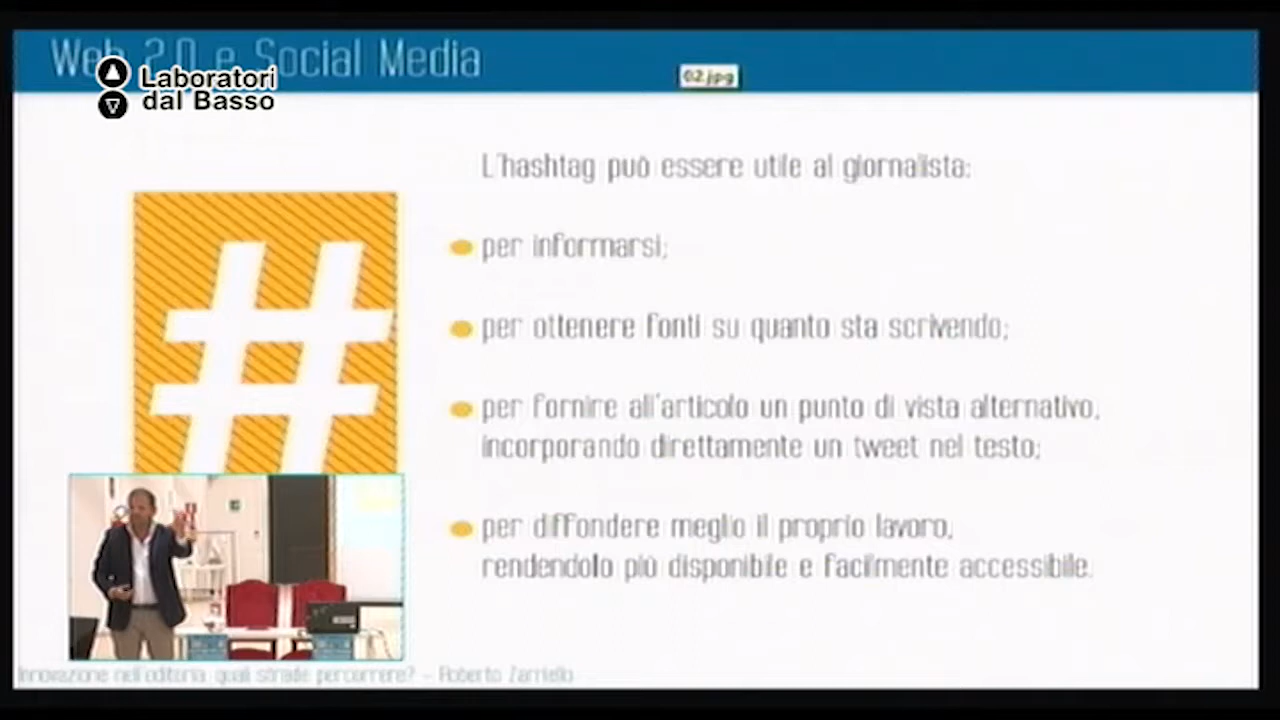 Web 2.0 e Social Media
Laboratori
dal Basso
02.jpg
L'hashtag può essere utile al giornalista:
per informarsi;
per ottenere fonti su quanto sta scrivendo;
per fornire all'articolo un punto di vista alternativo,
incorporando direttamente un tweet nel testo;
per diffondere meglio il proprio lavoro,
rendendolo più disponibile e facilmente accessibile.
#
Innovazione nell'editoria: quali strade percorrere? - Roberto Zarriello